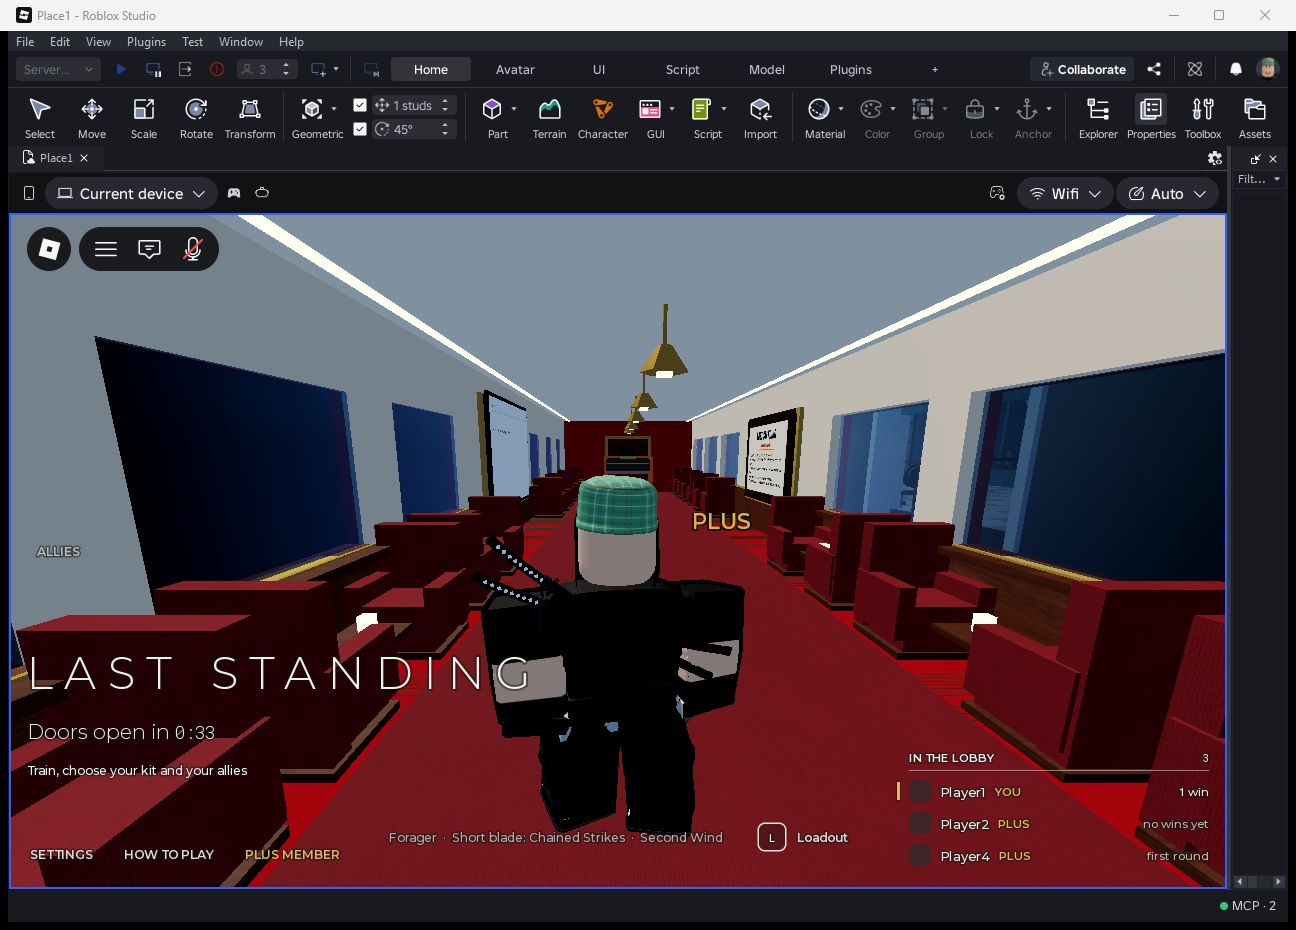 Place1 - Roblox Studio
File Edit View Plugins Test Window Help
Server... 3 Home Avatar UI Script Model Plugins + Collaborate
1 studs
45°
Select Move Scale Rotate Transform Geometric Part Terrain Character GUI Script Import Material Color Group Lock Anchor Explorer Properties Toolbox Assets
Place1
Filt...
Current device Wifi Auto
PLUS
ALLIES
LAST STANDING
Doors open in 0:33
Train, choose your kit and your allies
IN THE LOBBY 3
Player1 YOU 1 win
Player2 PLUS no wins yet
Player4 PLUS first round
Forager · Short blade: Chained Strikes · Second Wind L Loadout
SETTINGS HOW TO PLAY PLUS MEMBER
MCP · 2